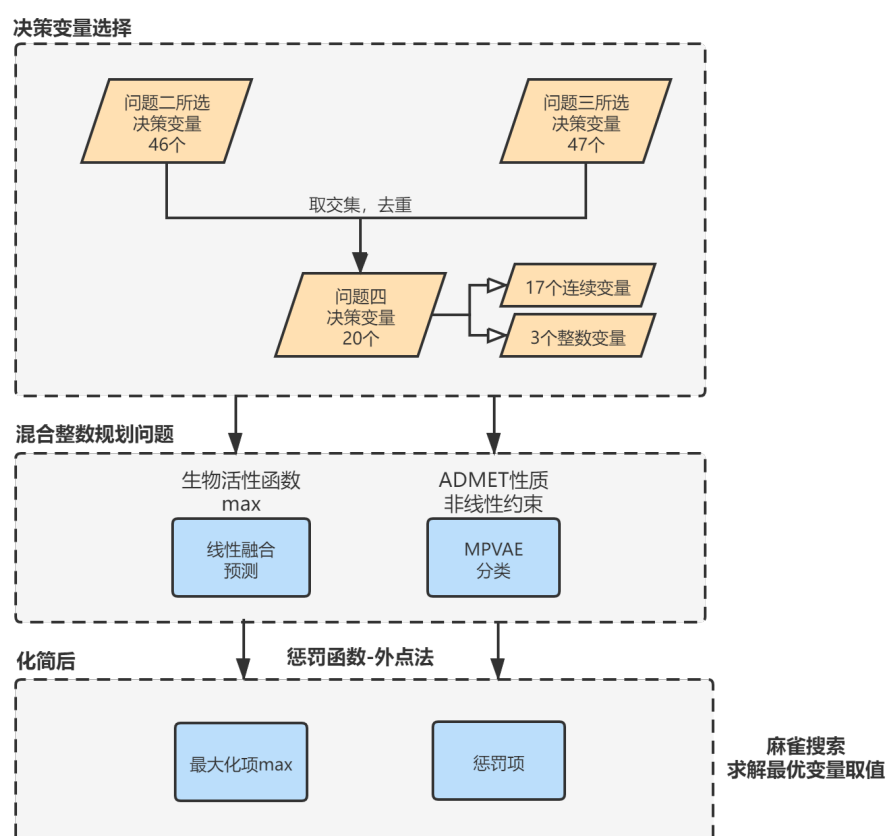 决策变量选择
问题二所选
决策变量
46个
问题三所选
决策变量
47个
取交集，去重
问题四
决策变量
20个
17个连续变量
3个整数变量
混合整数规划问题
生物活性函数
max
ADMET性质
非线性约束
线性融合
预测
MPVAE
分类
化简后
惩罚函数-外点法
最大化项max
惩罚项
麻雀搜索
求解最优变量取值